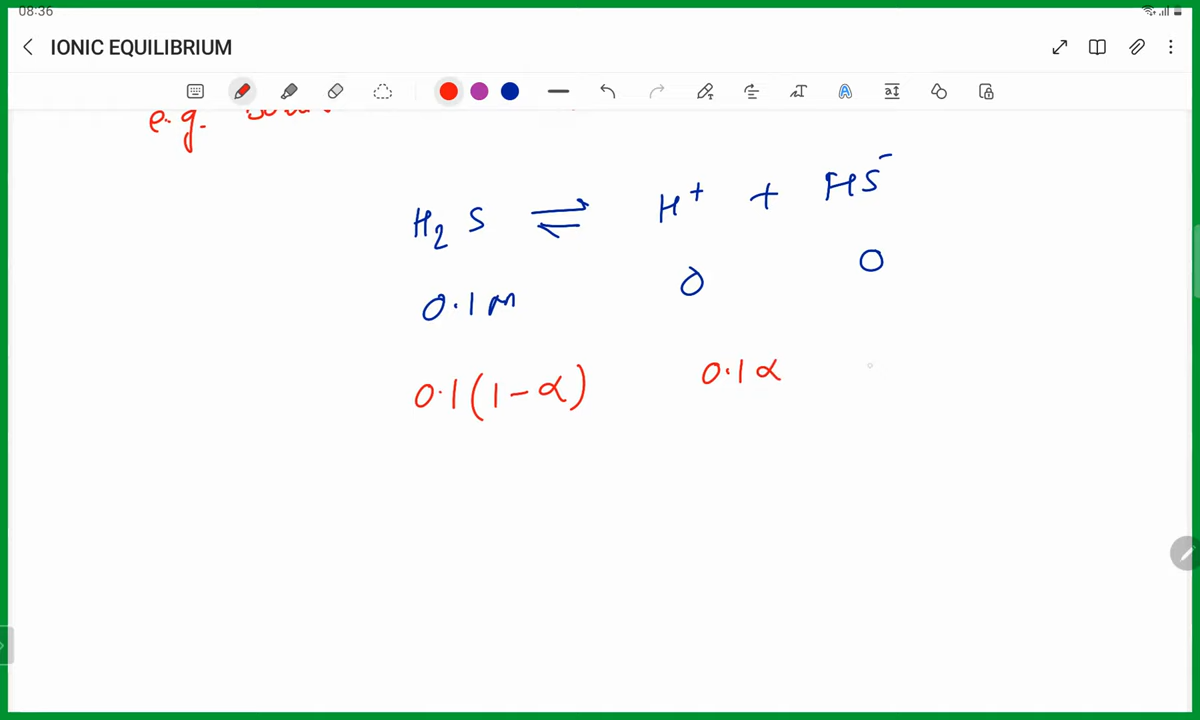 08:36
IONIC EQUILIBRIUM
e.g.
H₂S ⇌ H⁺ + HS⁻
0.1M 0 0
0.1(1-α) 0.1α